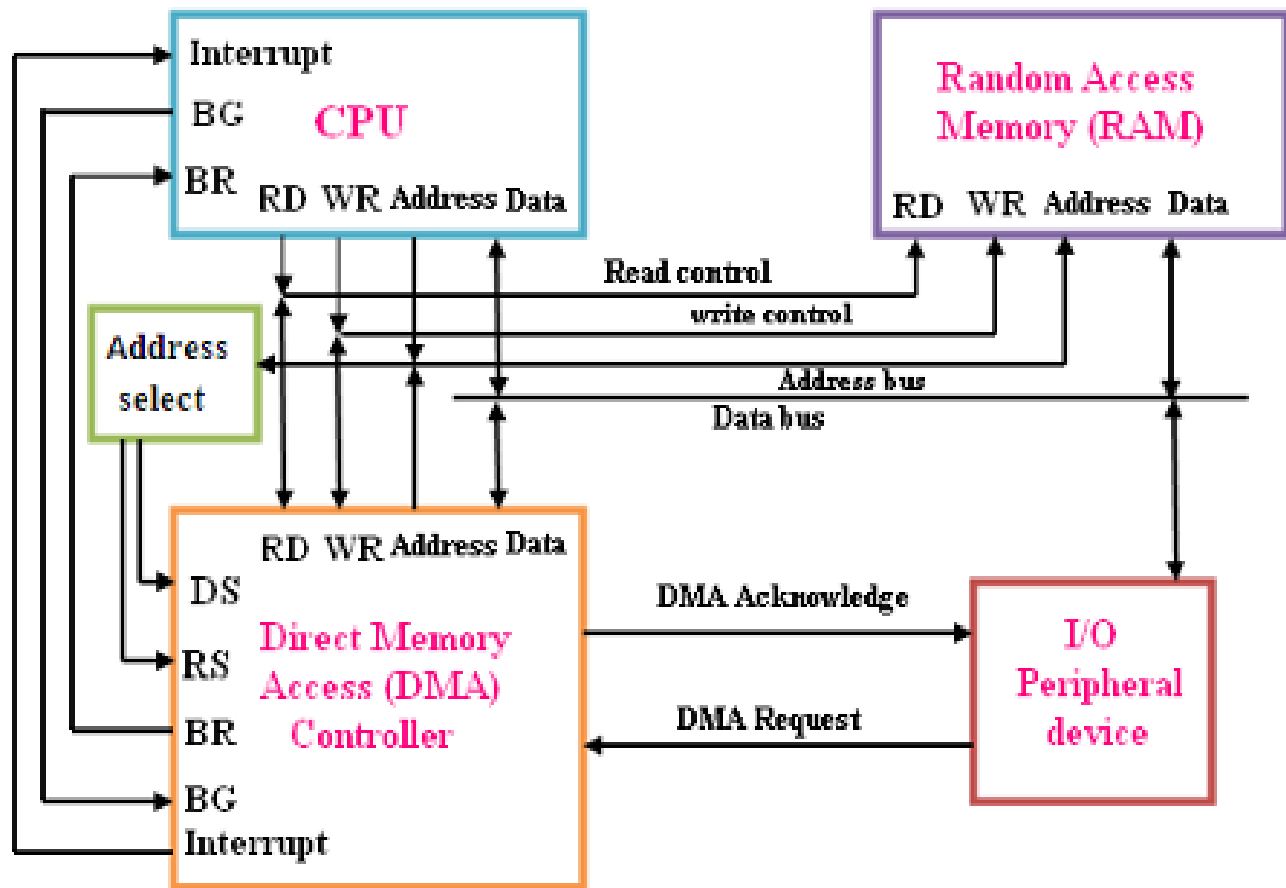 Interrupt
BG
CPU
BR
RD WR Address Data
Random Access
Memory (RAM)
RD WR Address Data
Read control
write control
Address bus
Data bus
Address
select
RD WR Address Data
DS
RS
BR
BG
Interrupt
Direct Memory
Access (DMA)
Controller
DMA Acknowledge
DMA Request
I/O
Peripheral
device